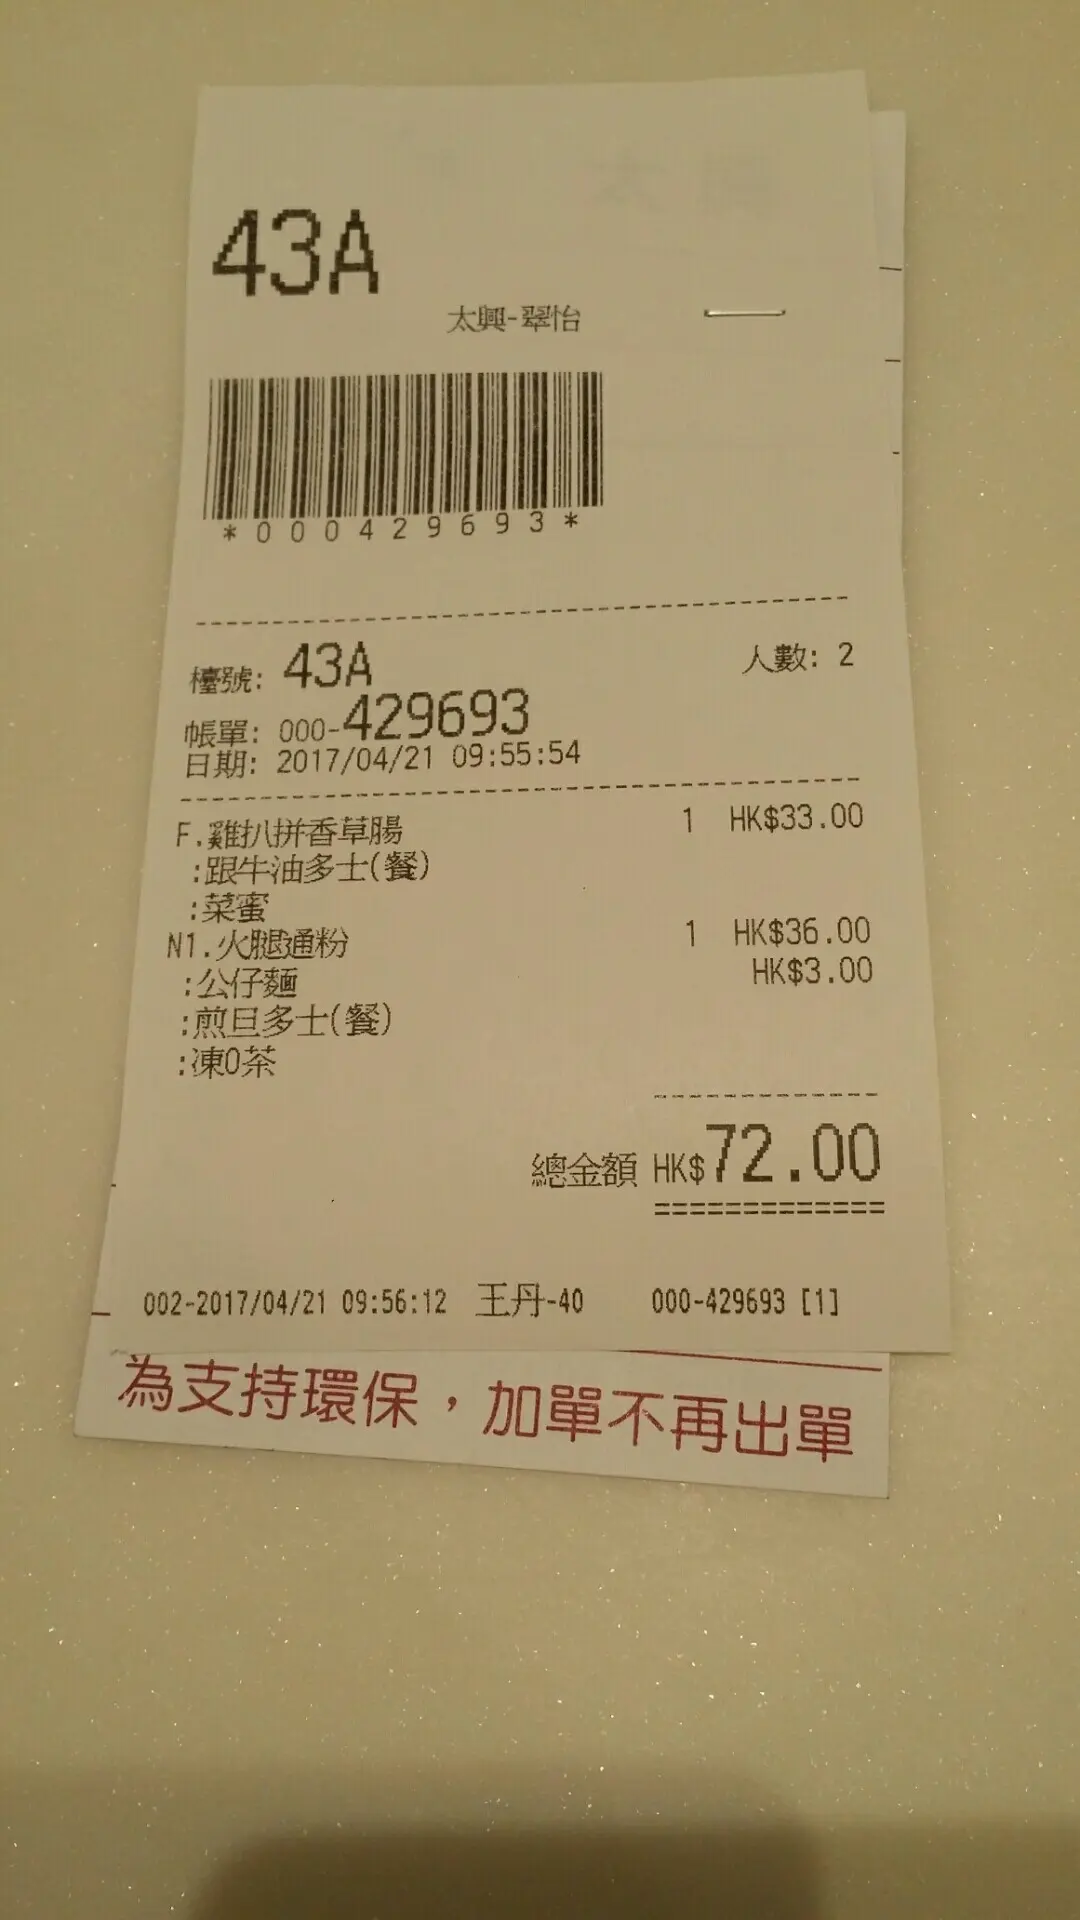 43A
太興-翠怡
*000429693*
檯號: 43A 人數: 2
帳單: 000-429693
日期: 2017/04/21 09:55:54
F.雞扒拼香草腸 1 HK$33.00
:跟牛油多士(餐)
:菜蜜
N1.火腿通粉 1 HK$36.00
:公仔麵 HK$3.00
:煎旦多士(餐)
:凍0茶
總金額 HK$72.00
=============
002-2017/04/21 09:56:12 王丹-40 000-429693 [1]
為支持環保，加單不再出單